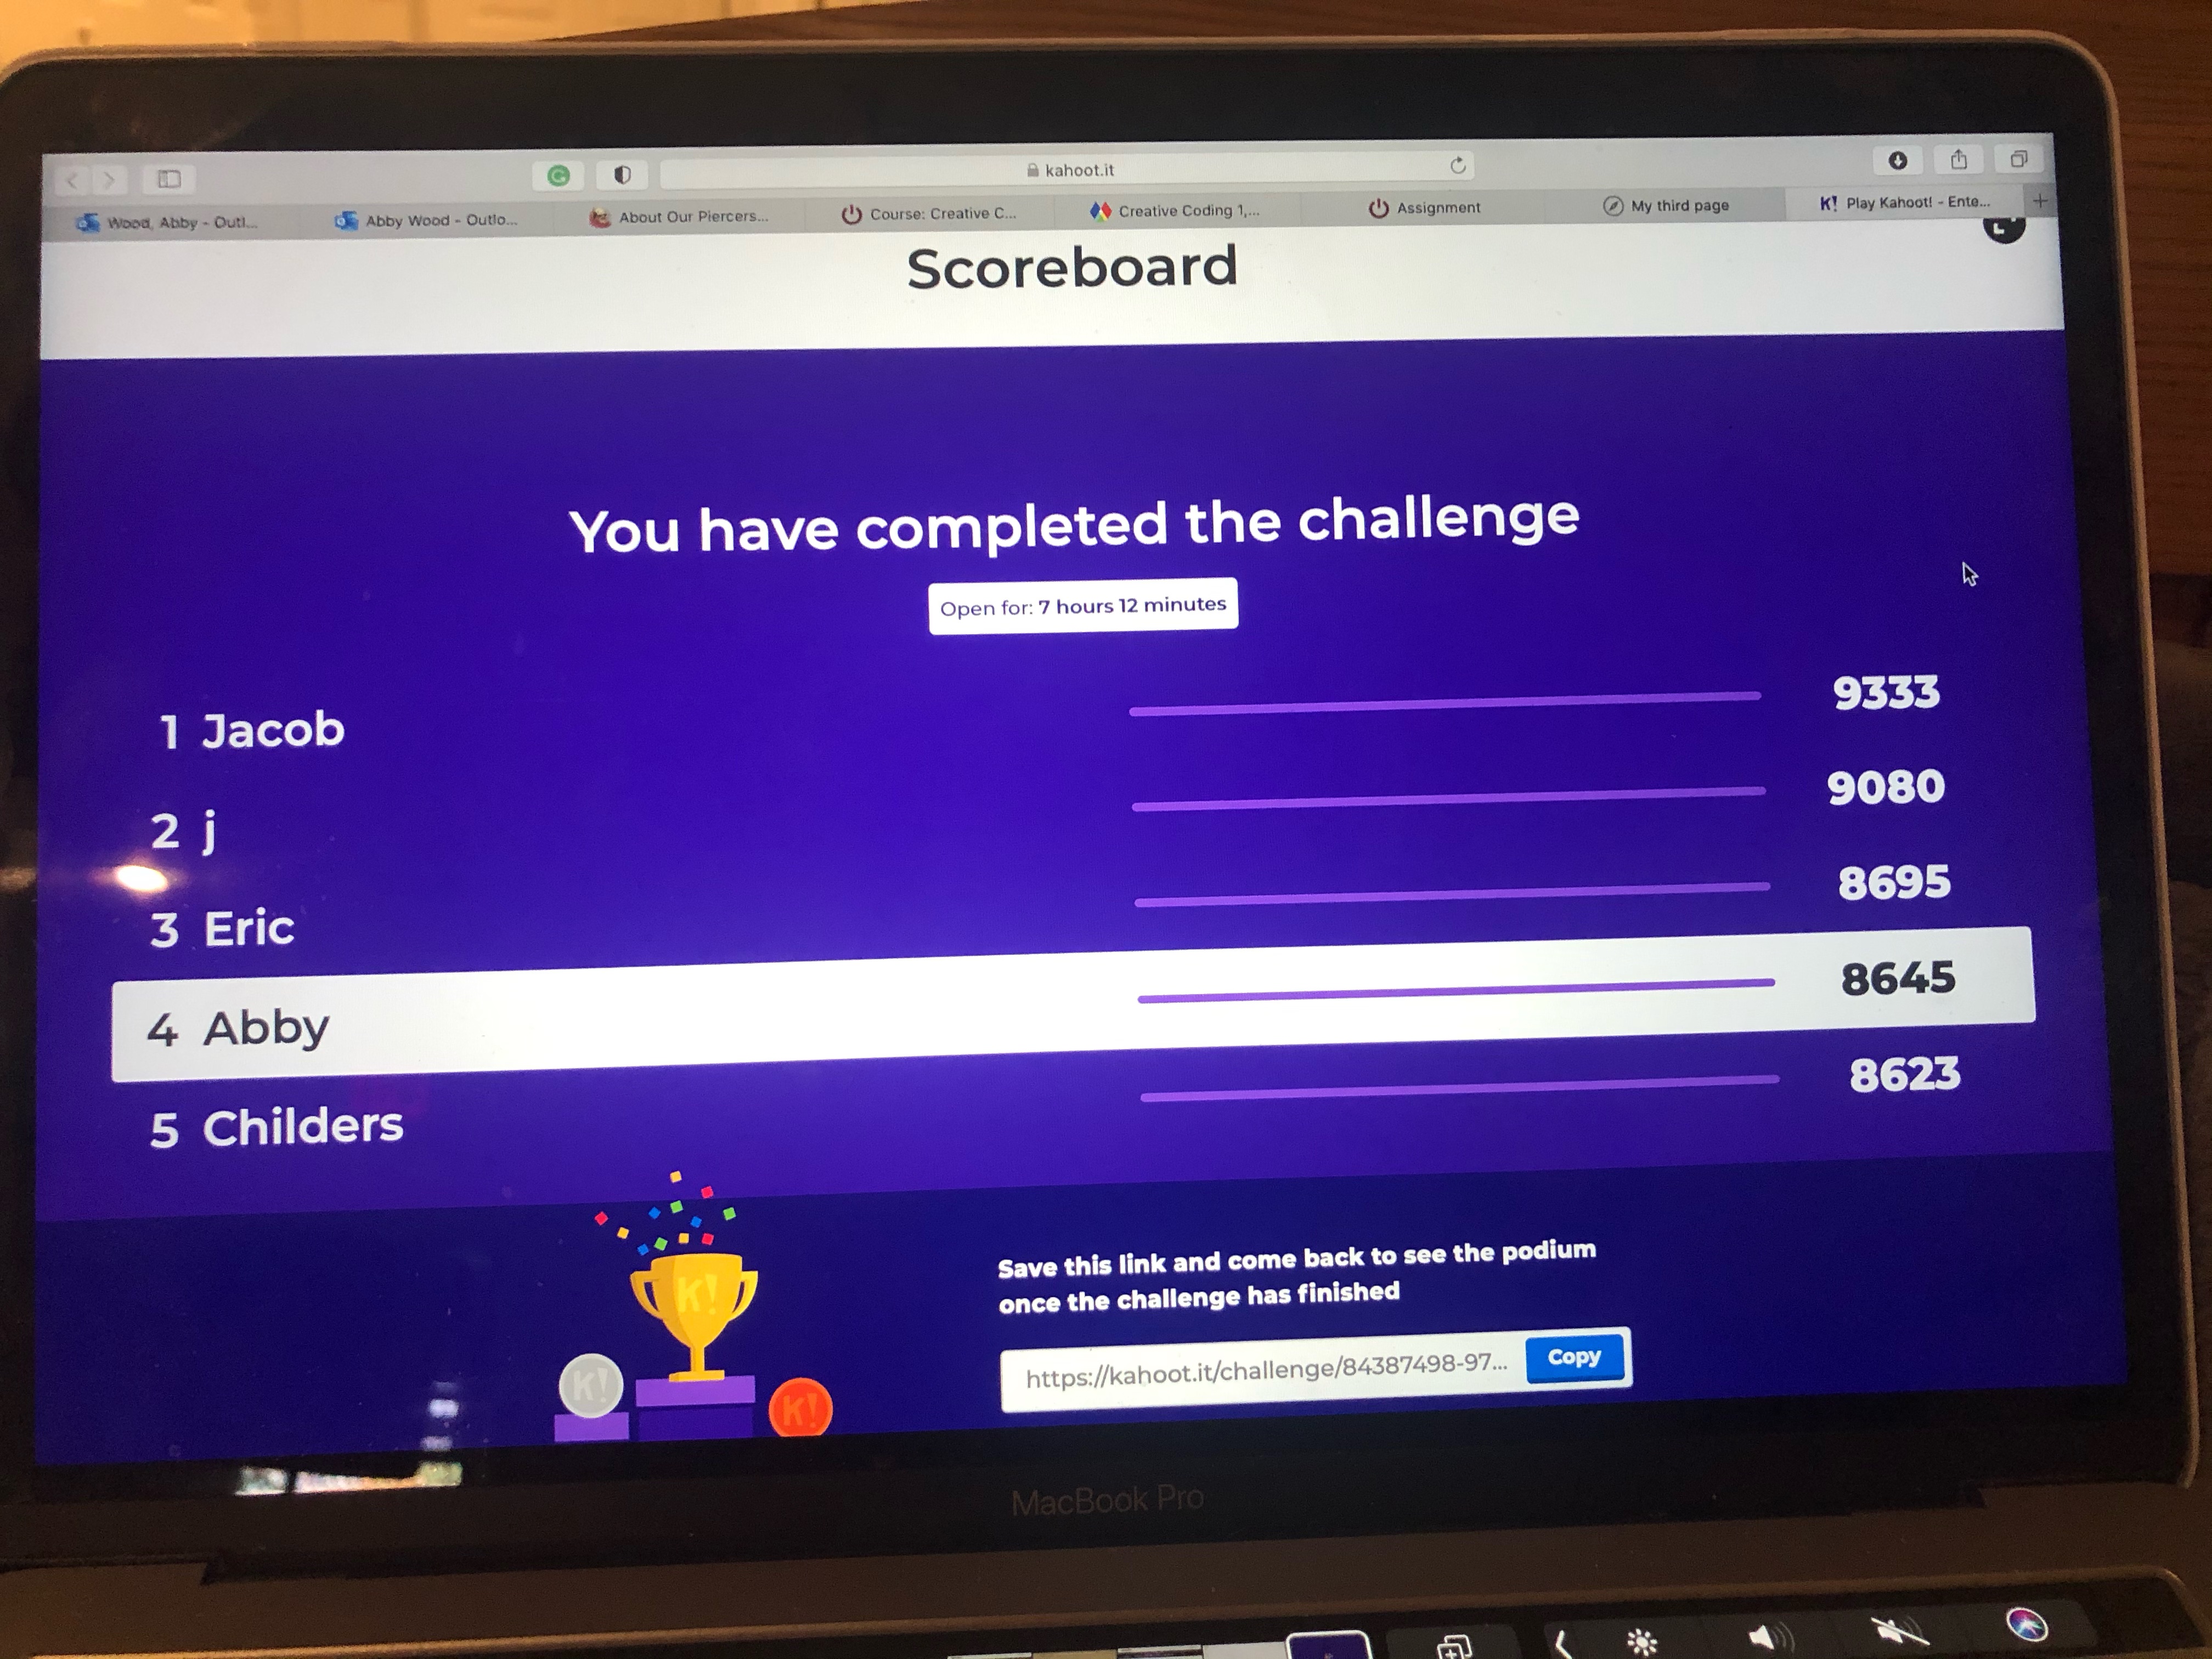 kahoot.it
Wood, Abby - Outl...
Abby Wood - Outlo...
About Our Piercers...
Course: Creative C...
Creative Coding 1,...
Assignment
My third page
K! Play Kahoot! - Ente...
Scoreboard
You have completed the challenge
Open for: 7 hours 12 minutes
1 Jacob 9333
2 j 9080
3 Eric 8695
4 Abby 8645
5 Childers 8623
Save this link and come back to see the podium
once the challenge has finished
https://kahoot.it/challenge/84387498-97...
Copy
K!
K!
K!
MacBook Pro